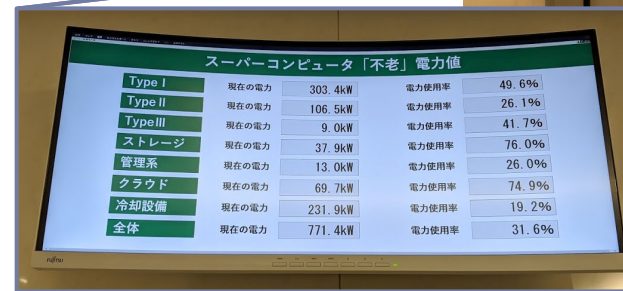 スーパーコンピュータ「不老」電力値
Type I 現在の電力 303.4kW 電力使用率 49.6%
Type II 現在の電力 106.5kW 電力使用率 26.1%
Type III 現在の電力 9.0kW 電力使用率 41.7%
ストレージ 現在の電力 37.9kW 電力使用率 76.0%
管理系 現在の電力 13.0kW 電力使用率 26.0%
クラウド 現在の電力 69.7kW 電力使用率 74.9%
冷却設備 現在の電力 231.9kW 電力使用率 19.2%
全体 現在の電力 771.4kW 電力使用率 31.6%
FUJITSU